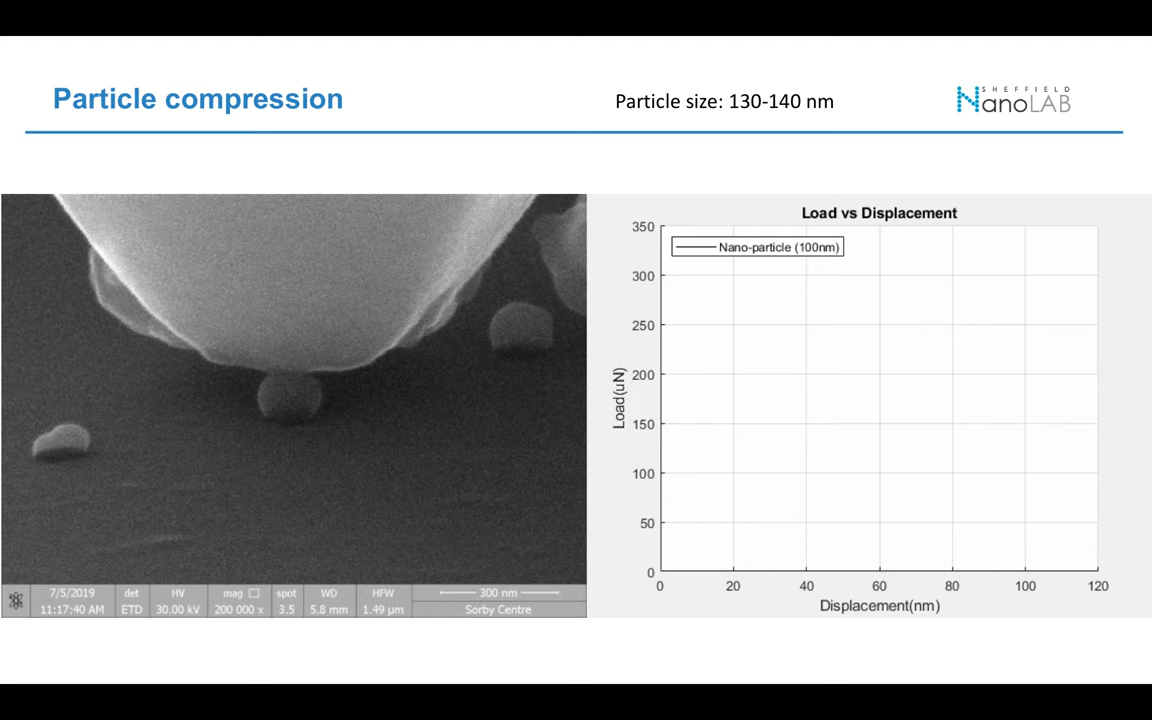 Particle compression
Particle size: 130-140 nm
SHEFFIELD
NanoLAB
Load vs Displacement
Nano-particle (100nm)
350
300
250
200
150
100
50
0
Load(uN)
0 20 40 60 80 100 120
Displacement(nm)
7/5/2019 det HV mag spot WD HFW 300 nm
11:17:40 AM ETD 30.00 kV 200 000 x 3.5 5.8 mm 1.49 µm Sorby Centre